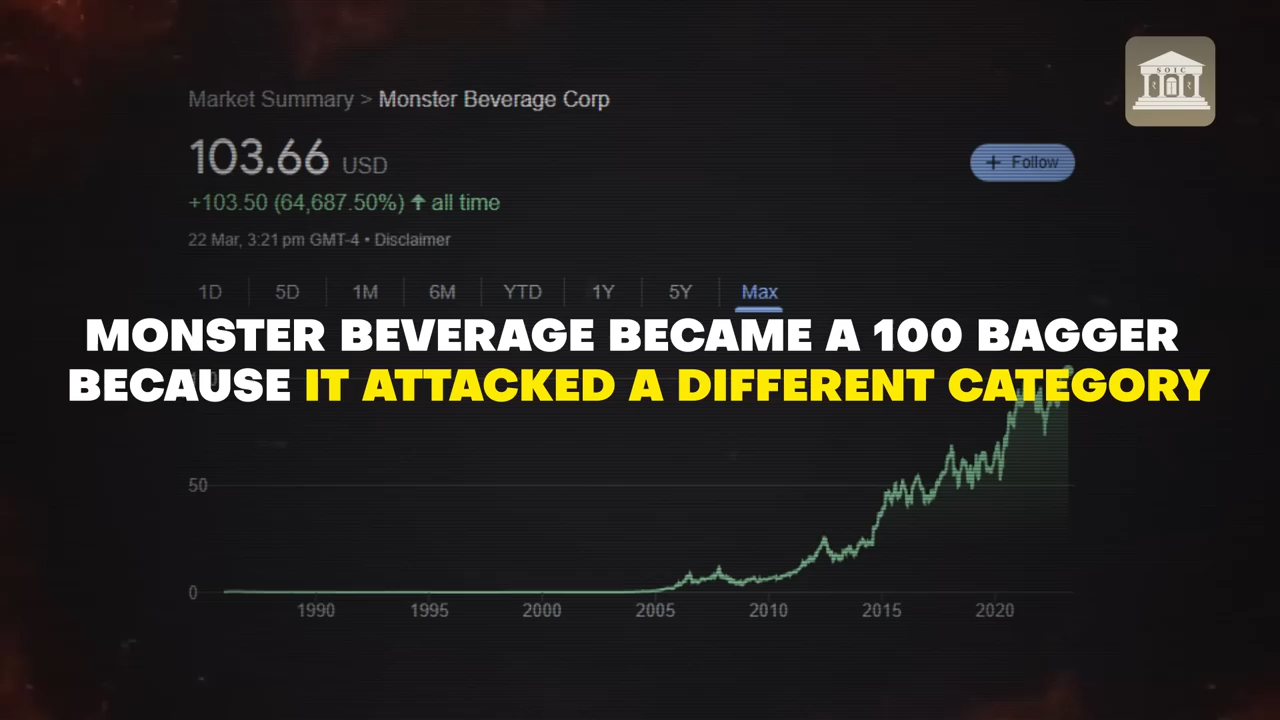 SOIC
Market Summary > Monster Beverage Corp
103.66 USD
+ Follow
+103.50 (64,687.50%) ↑ all time
22 Mar, 3:21 pm GMT-4 • Disclaimer
1D 5D 1M 6M YTD 1Y 5Y Max
MONSTER BEVERAGE BECAME A 100 BAGGER
BECAUSE IT ATTACKED A DIFFERENT CATEGORY
50
0
1990 1995 2000 2005 2010 2015 2020